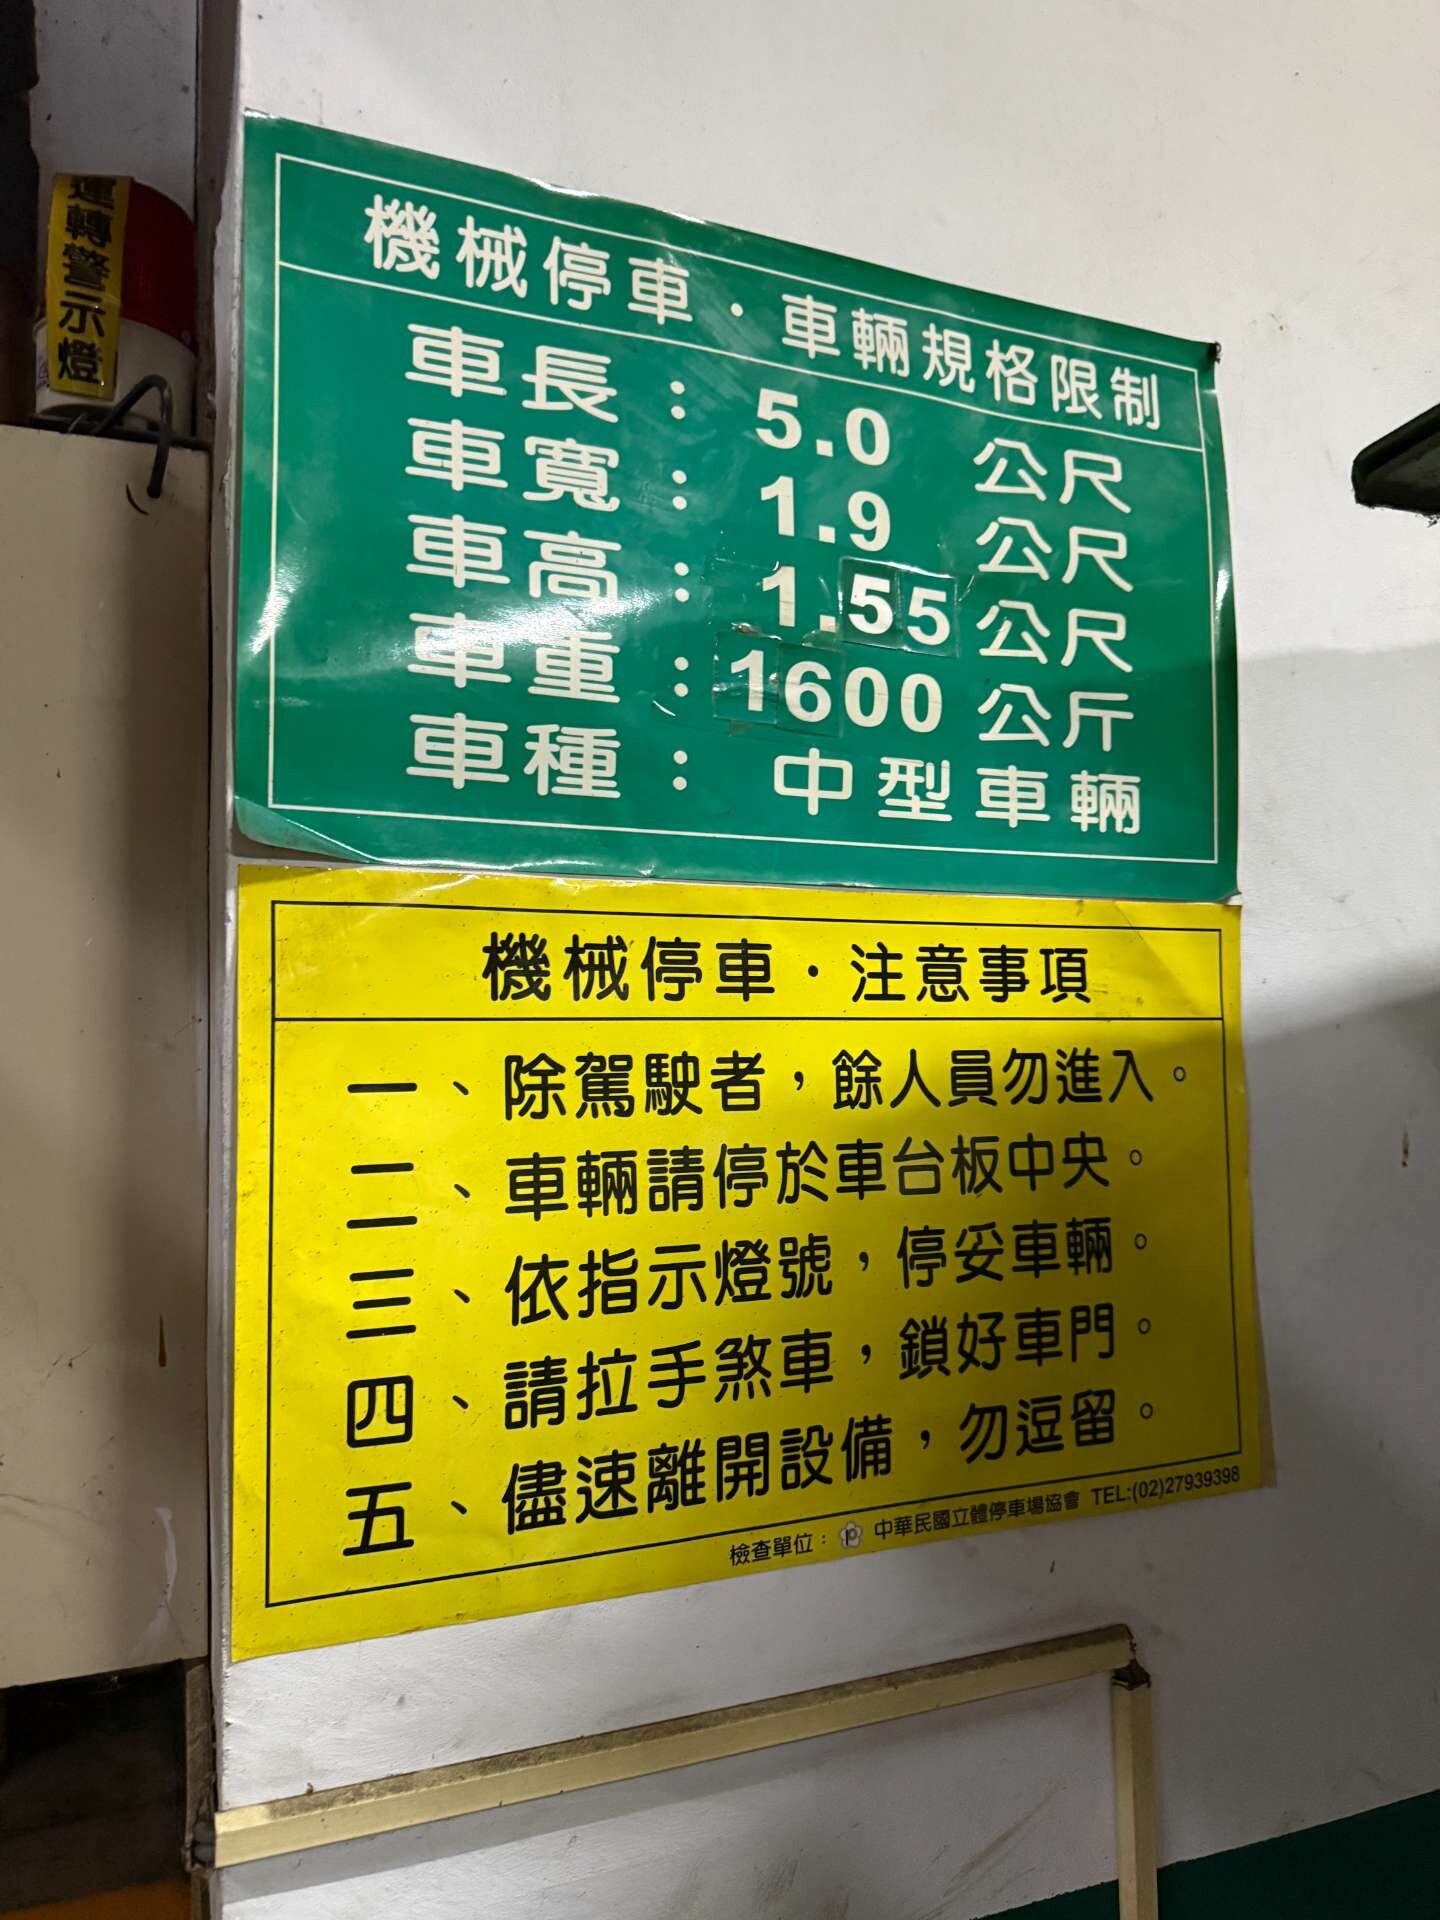 運轉警示燈
機械停車．車輛規格限制
車長：5.0 公尺
車寬：1.9 公尺
車高：1.55 公尺
車重：1600 公斤
車種：中型車輛
機械停車．注意事項
一、除駕駛者，餘人員勿進入。
二、車輛請停於車台板中央。
三、依指示燈號，停妥車輛。
四、請拉手煞車，鎖好車門。
五、儘速離開設備，勿逗留。
檢查單位：中華民國立體停車場協會 TEL:(02)27939398